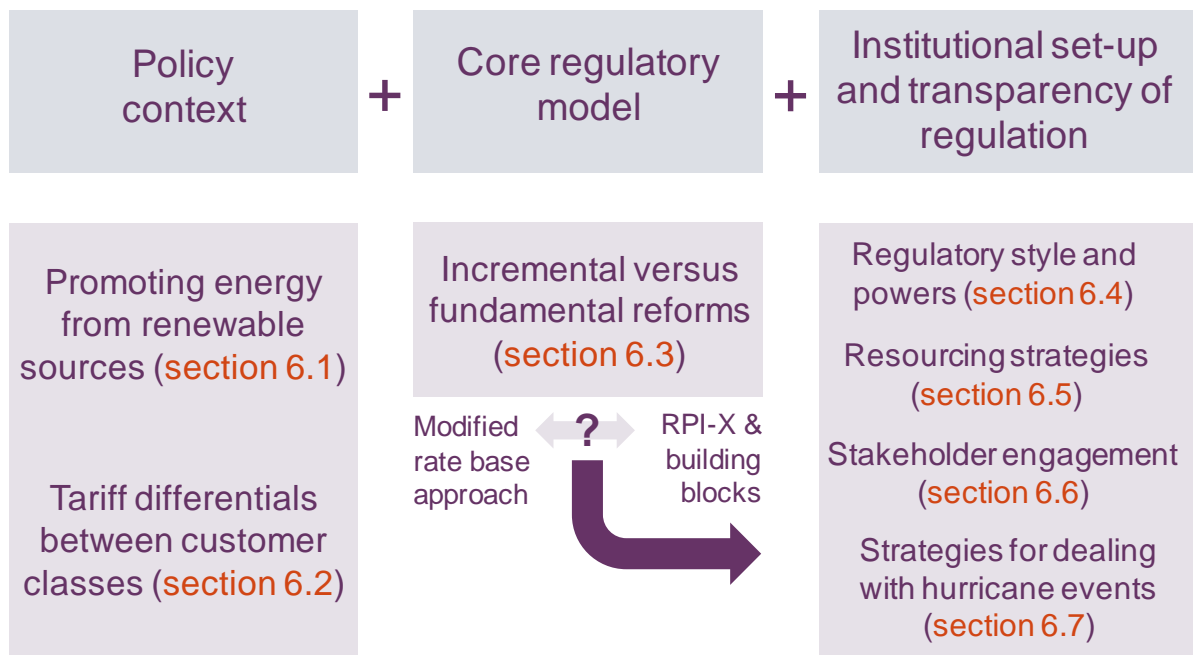 Policy
context
+
Core regulatory
model
+
Institutional set-up
and transparency of
regulation
Promoting energy
from renewable
sources (section 6.1)
Tariff differentials
between customer
classes (section 6.2)
Incremental versus
fundamental reforms
(section 6.3)
Modified
rate base
approach
?
RPI-X &
building
blocks
Regulatory style and
powers (section 6.4)
Resourcing strategies
(section 6.5)
Stakeholder engagement
(section 6.6)
Strategies for dealing
with hurricane events
(section 6.7)